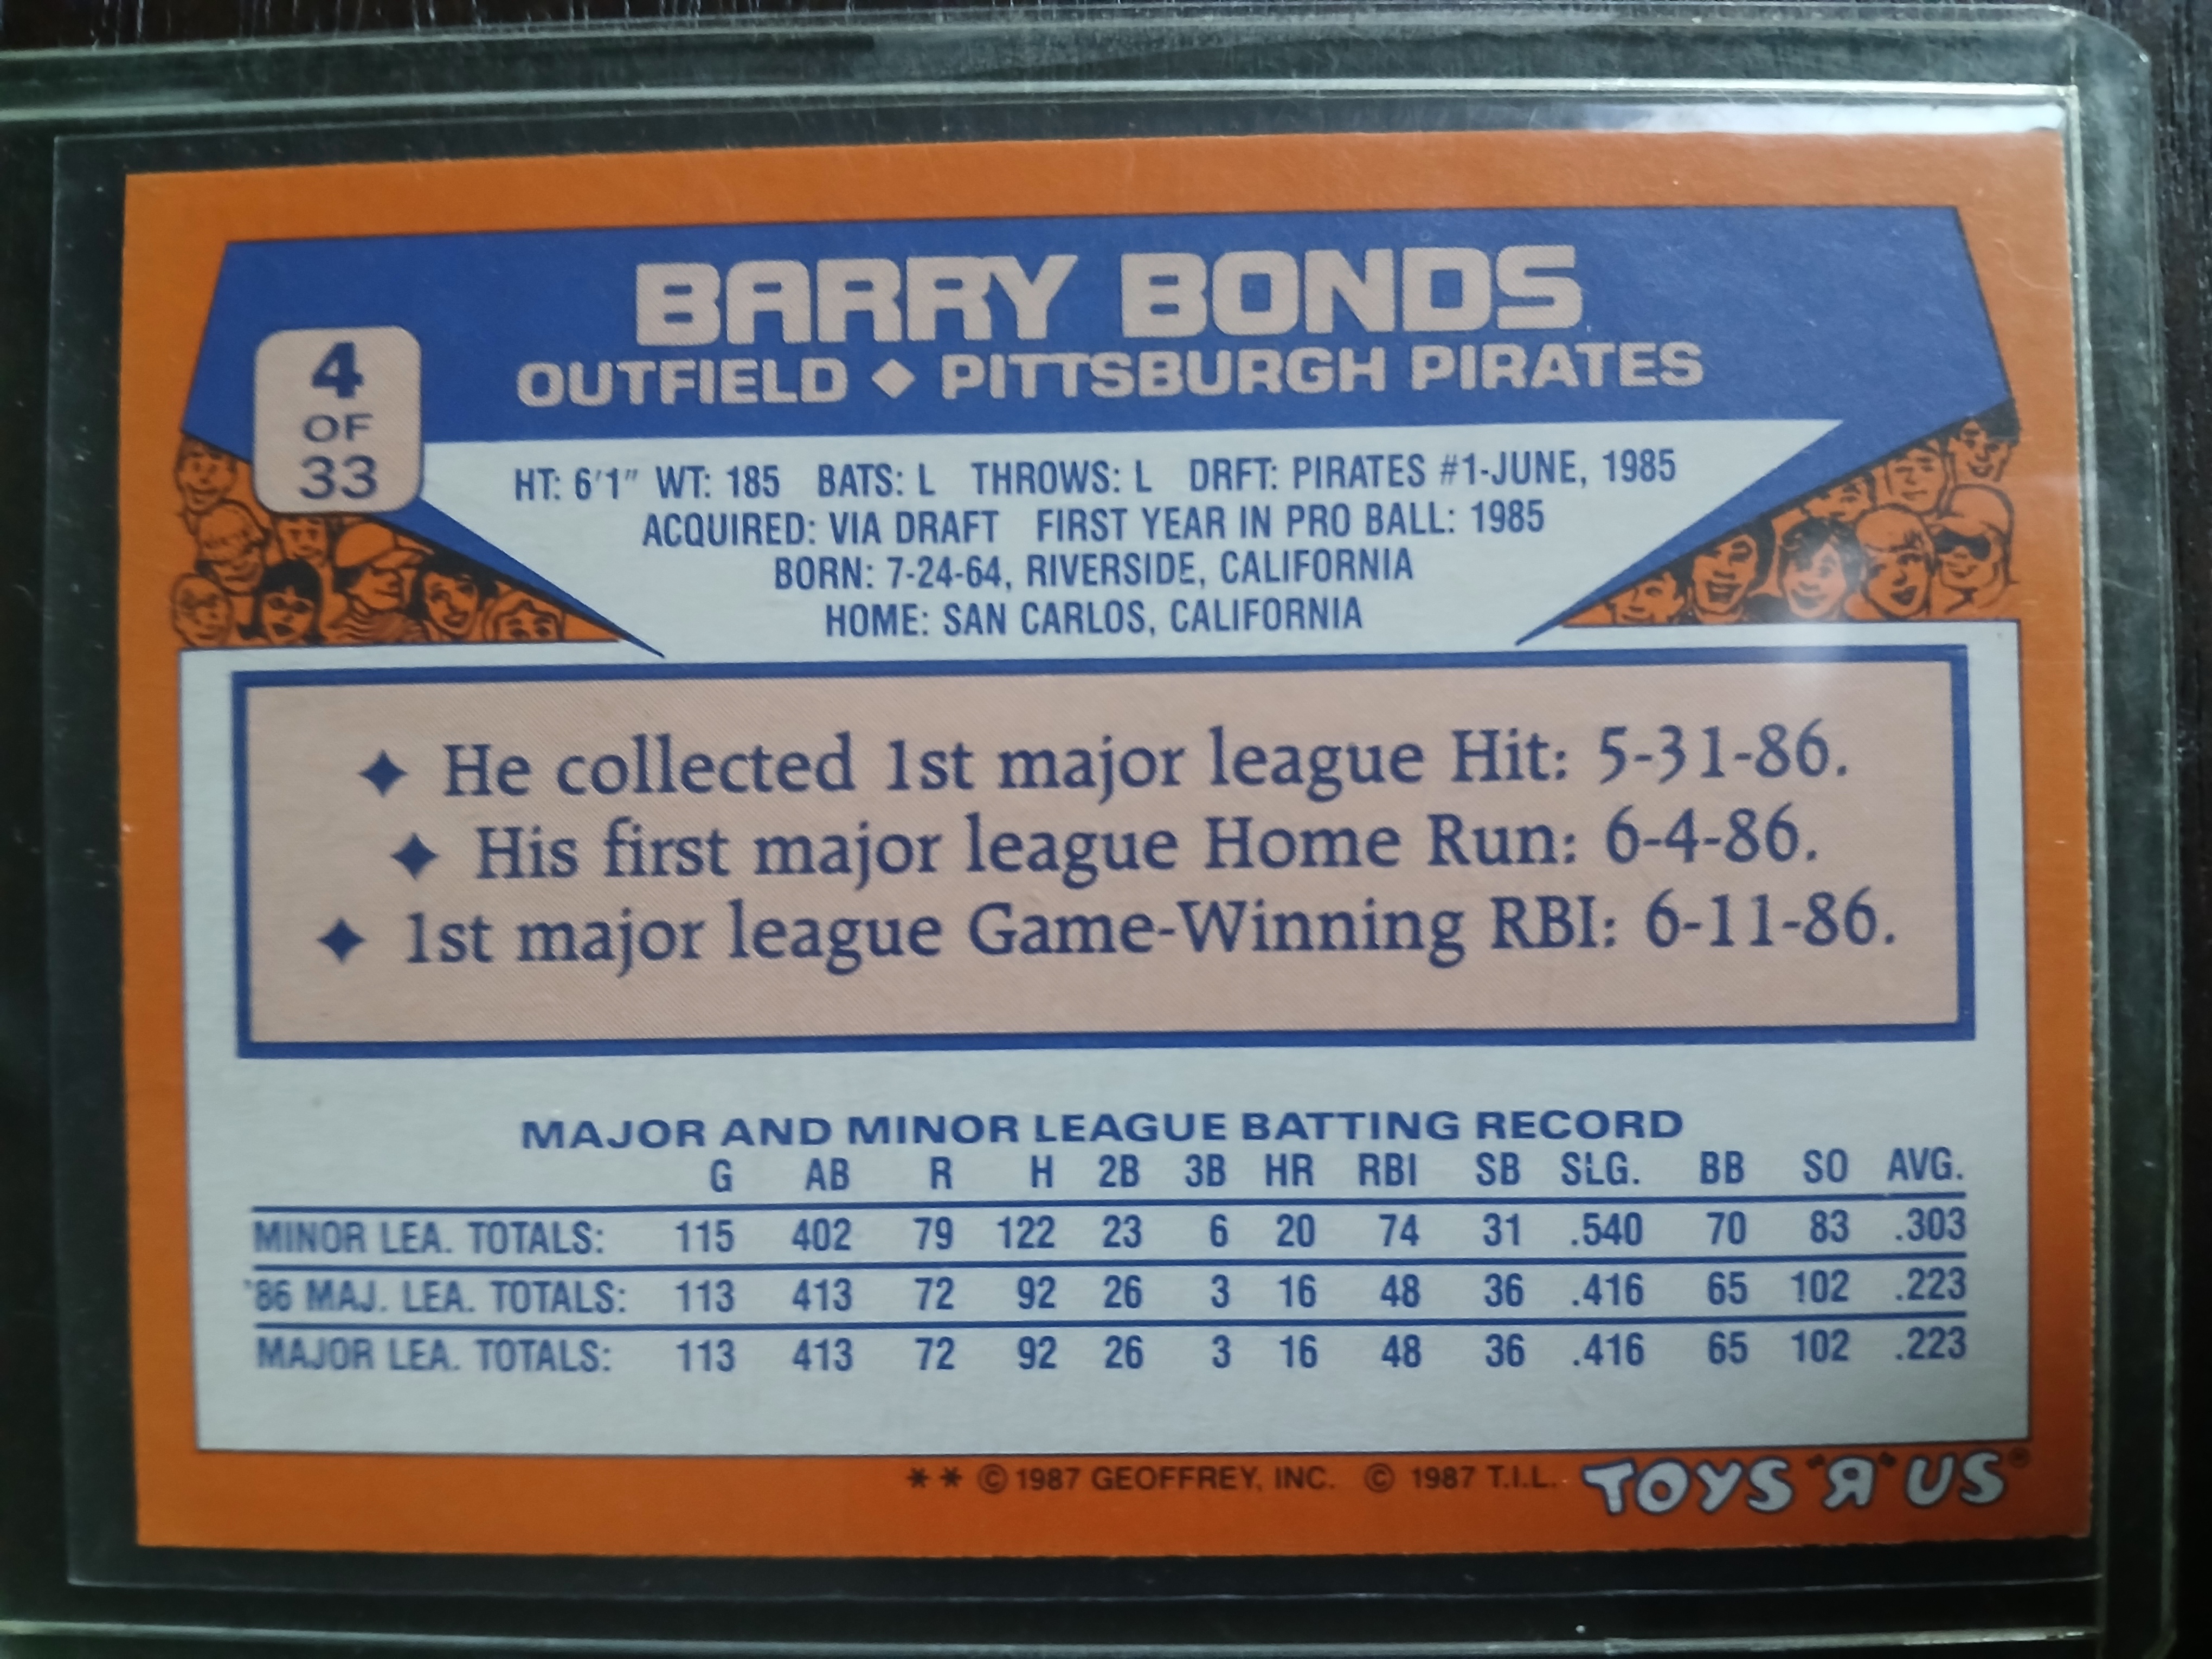 BARRY BONDS
OUTFIELD ◆ PITTSBURGH PIRATES
4
OF
33
HT: 6'1" WT: 185 BATS: L THROWS: L DRFT: PIRATES #1-JUNE, 1985
ACQUIRED: VIA DRAFT FIRST YEAR IN PRO BALL: 1985
BORN: 7-24-64, RIVERSIDE, CALIFORNIA
HOME: SAN CARLOS, CALIFORNIA
✦ He collected 1st major league Hit: 5-31-86.
✦ His first major league Home Run: 6-4-86.
✦ 1st major league Game-Winning RBI: 6-11-86.
MAJOR AND MINOR LEAGUE BATTING RECORD
G AB R H 2B 3B HR RBI SB SLG. BB SO AVG.
MINOR LEA. TOTALS: 115 402 79 122 23 6 20 74 31 .540 70 83 .303
'86 MAJ. LEA. TOTALS: 113 413 72 92 26 3 16 48 36 .416 65 102 .223
MAJOR LEA. TOTALS: 113 413 72 92 26 3 16 48 36 .416 65 102 .223
** © 1987 GEOFFREY, INC. © 1987 T.I.L. TOYS "Я" US®